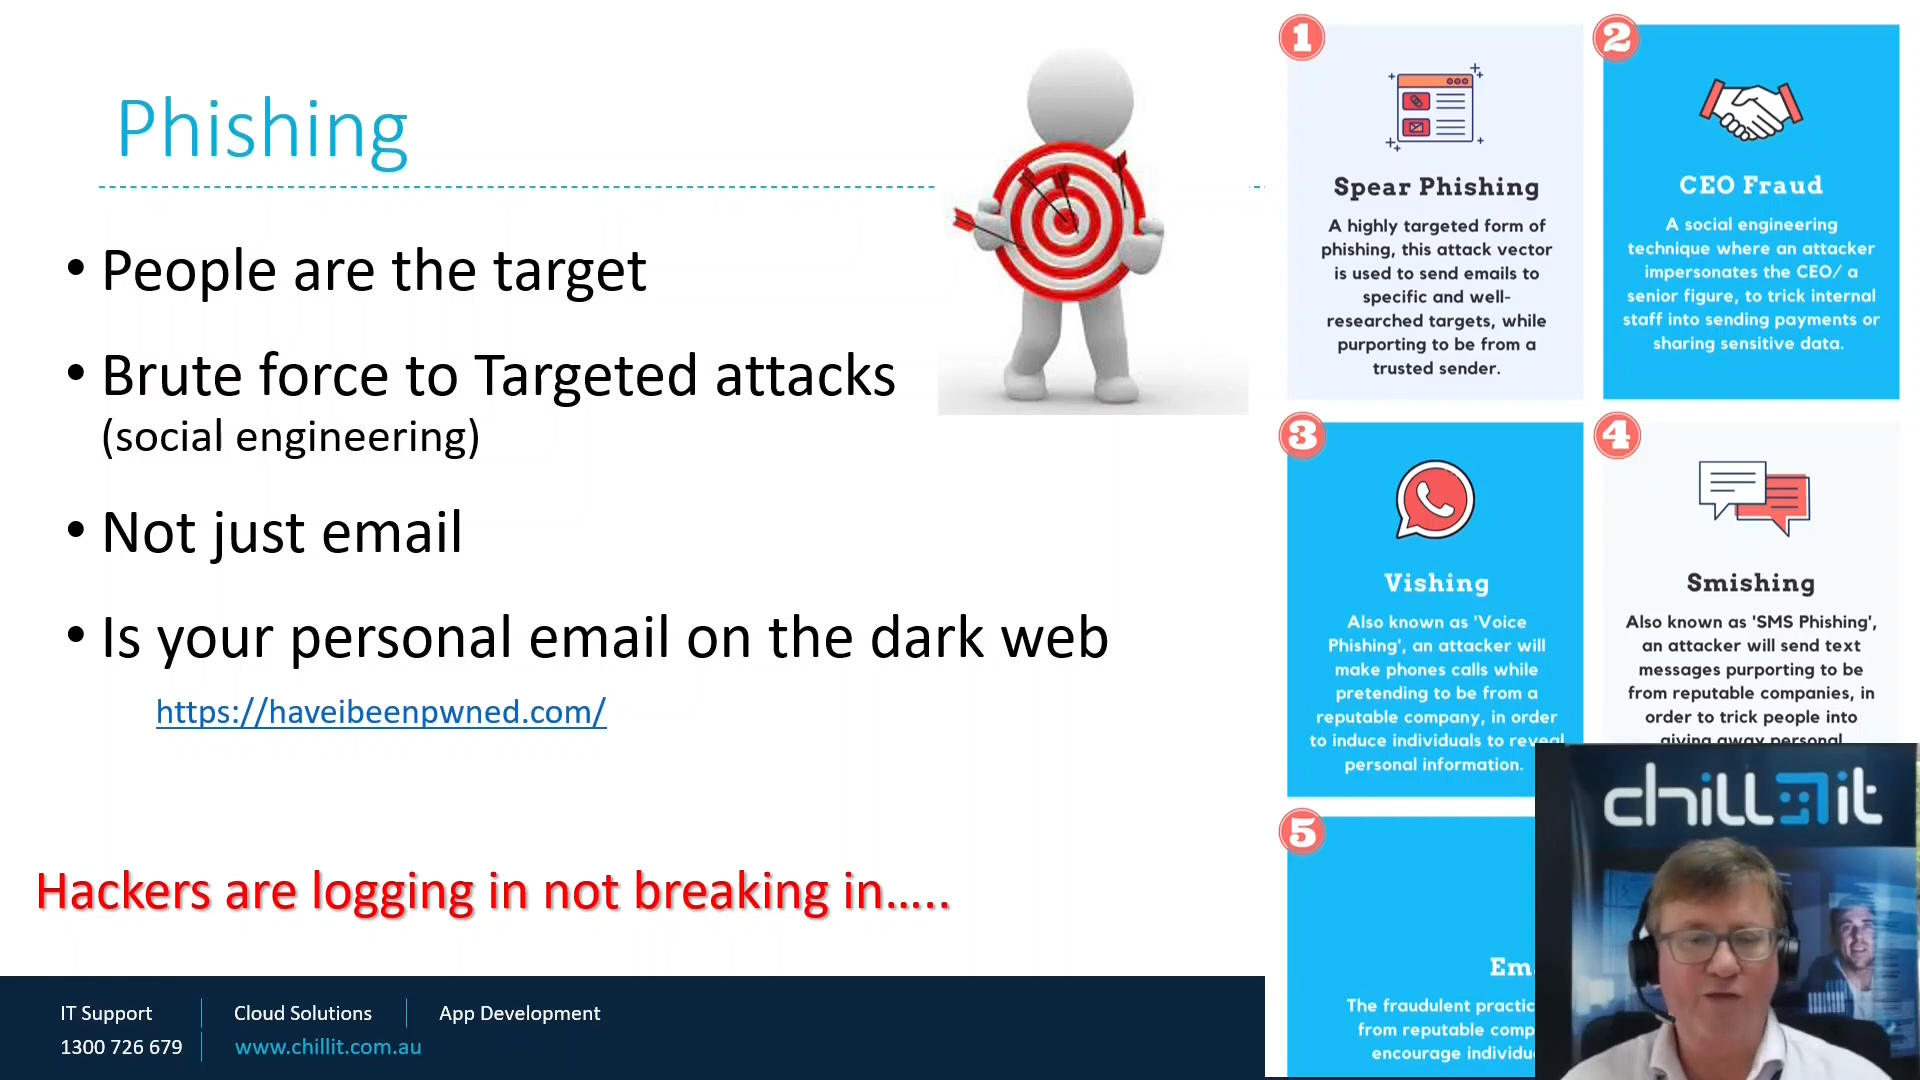 Phishing
• People are the target
• Brute force to Targeted attacks
(social engineering)
• Not just email
• Is your personal email on the dark web
https://haveibeenpwned.com/
Hackers are logging in not breaking in.....
IT Support
Cloud Solutions
App Development
1300 726 679
www.chillit.com.au
1
Spear Phishing
A highly targeted form of
phishing, this attack vector
is used to send emails to
specific and well-
researched targets, while
purporting to be from a
trusted sender.
2
CEO Fraud
A social engineering
technique where an attacker
impersonates the CEO/ a
senior figure, to trick internal
staff into sending payments or
sharing sensitive data.
3
Vishing
Also known as 'Voice
Phishing', an attacker will
make phones calls while
pretending to be from a
reputable company, in order
to induce individuals to reveal
personal information.
4
Smishing
Also known as 'SMS Phishing',
an attacker will send text
messages purporting to be
from reputable companies, in
order to trick people into
giving away personal
5
The fraudulent
from reputable
encourage
chill it